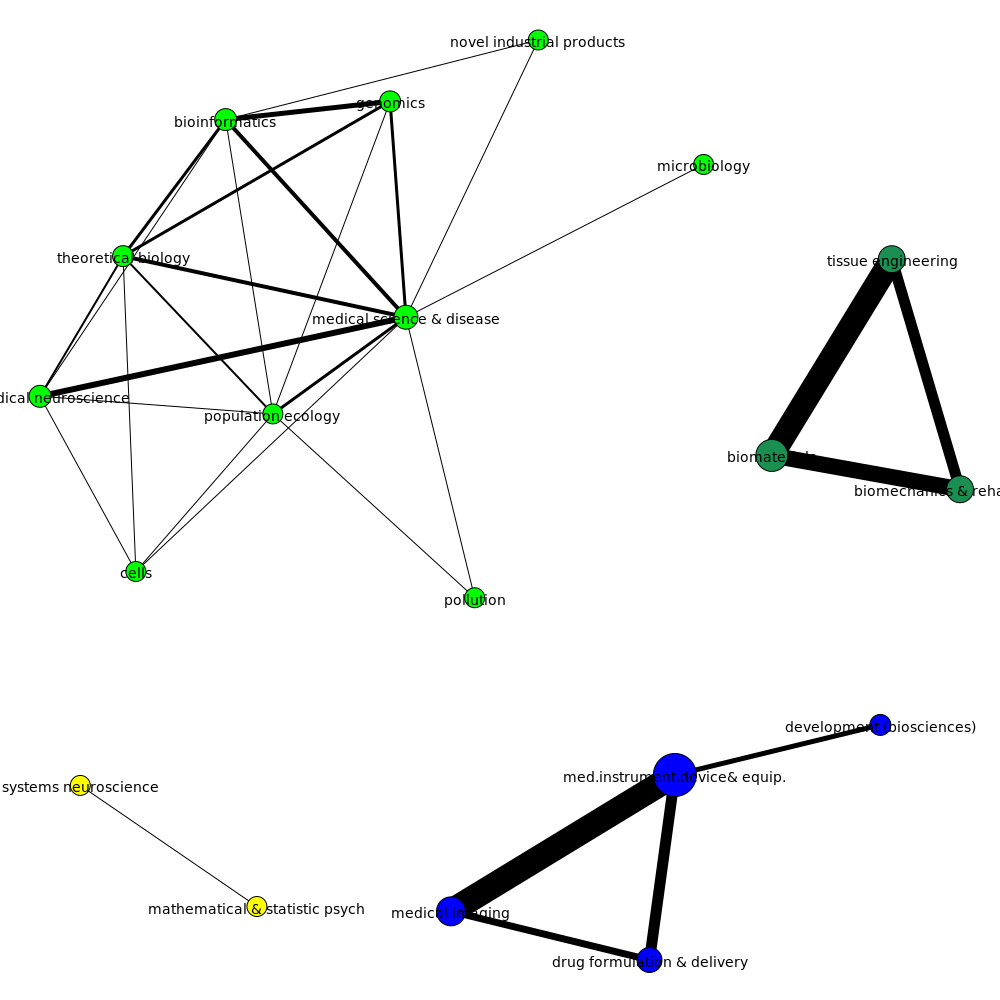 novel industrial products
genomics
bioinformatics
microbiology
theoretical biology
tissue engineering
medical science & disease
dical neuroscience
population ecology
biomaterials
biomechanics & reha
cells
pollution
development (biosciences)
med.instrument.device& equip.
systems neuroscience
mathematical & statistic psych
medical imaging
drug formulation & delivery